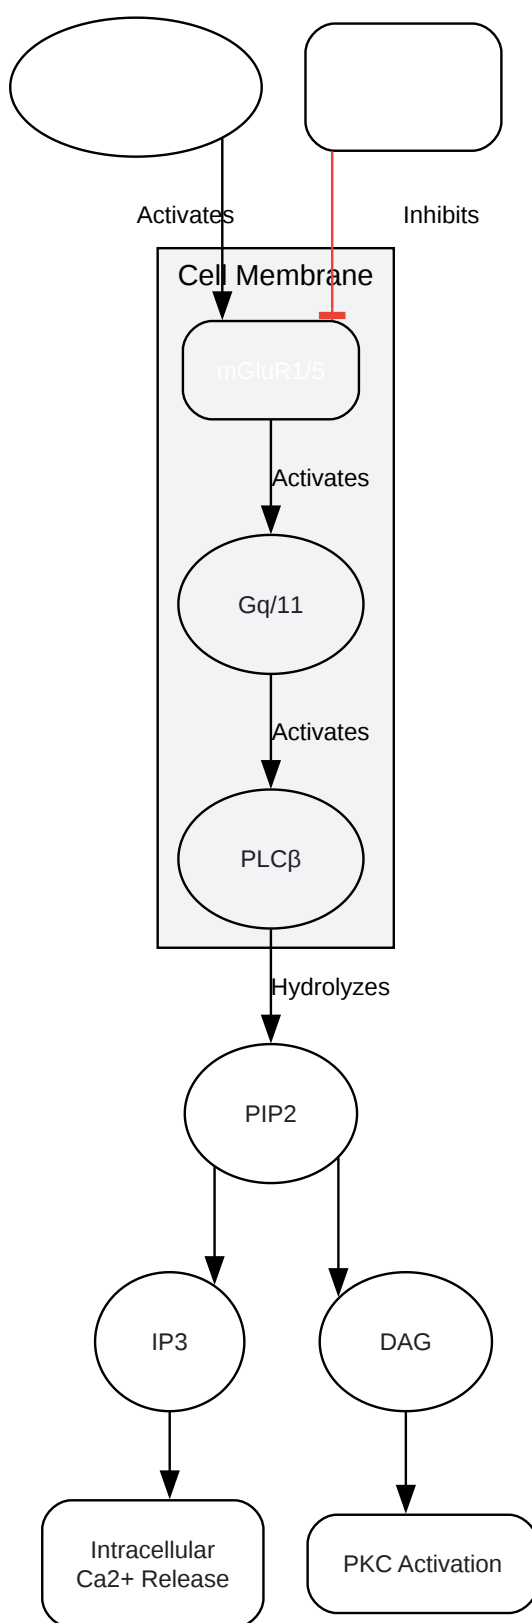 Activates
Inhibits
Cell Membrane
mGluR1/5
Activates
Gq/11
Activates
PLCβ
Hydrolyzes
PIP2
IP3
DAG
Intracellular
Ca2+ Release
PKC Activation